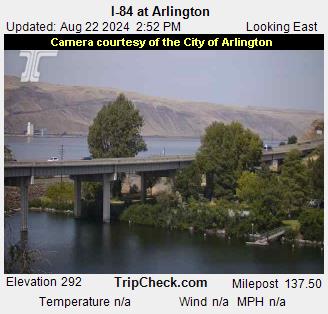 I-84 at Arlington
Updated: Aug 22 2024 2:52 PM Looking East
Camera courtesy of the City of Arlington
Elevation 292 TripCheck.com Milepost 137.50
Temperature n/a Wind n/a MPH n/a